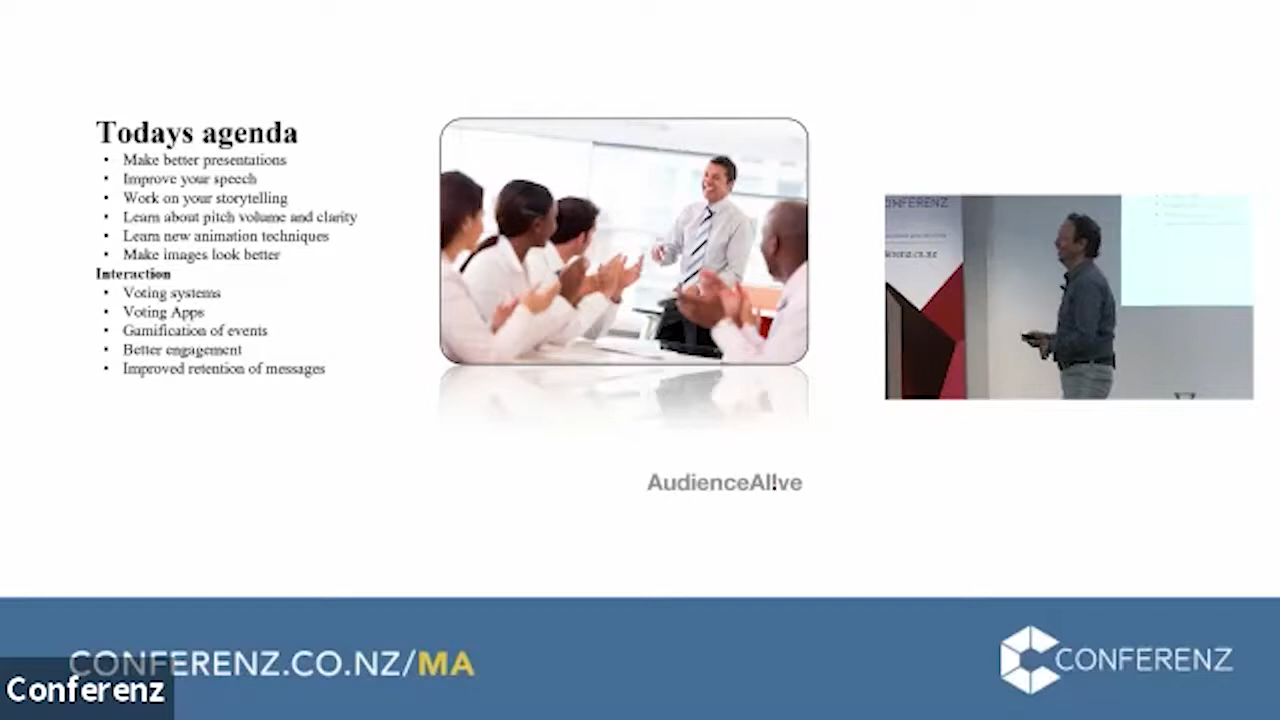 Todays agenda
• Make better presentations
• Improve your speech
• Work on your storytelling
• Learn about pitch volume and clarity
• Learn new animation techniques
• Make images look better
Interaction
• Voting systems
• Voting Apps
• Gamification of events
• Better engagement
• Improved retention of messages
AudienceAl!ve
CONFERENZ
CONFERENZ.CO.NZ/MA
Conferenz
CONFERENZ